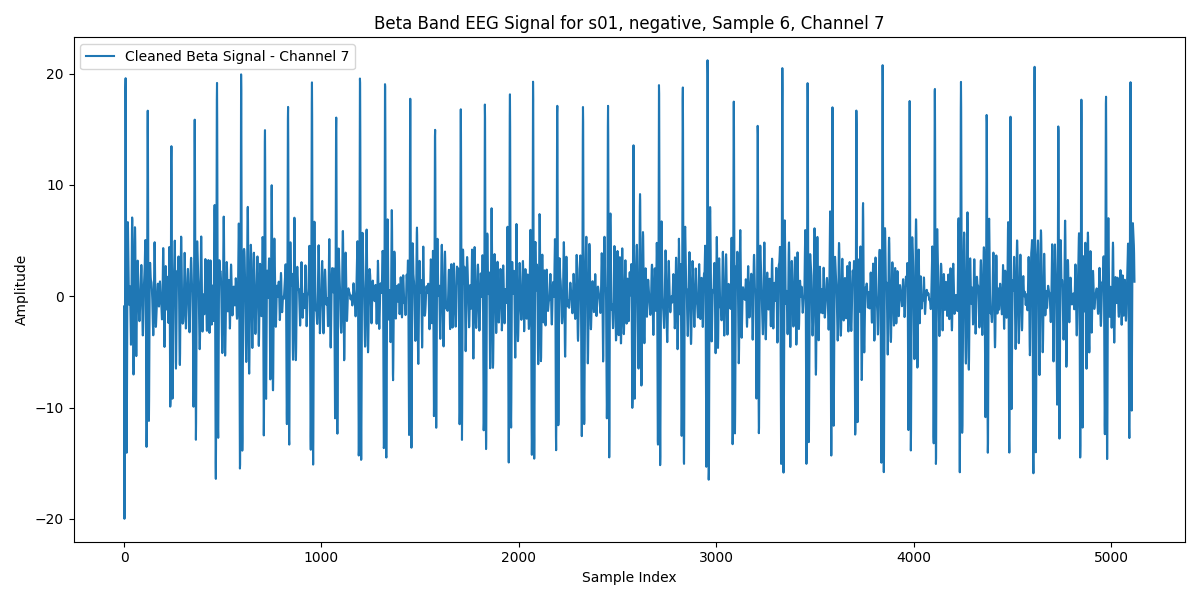 Beta Band EEG Signal for s01, negative, Sample 6, Channel 7
Cleaned Beta Signal - Channel 7
Amplitude
20
10
0
−10
−20
0 1000 2000 3000 4000 5000
Sample Index